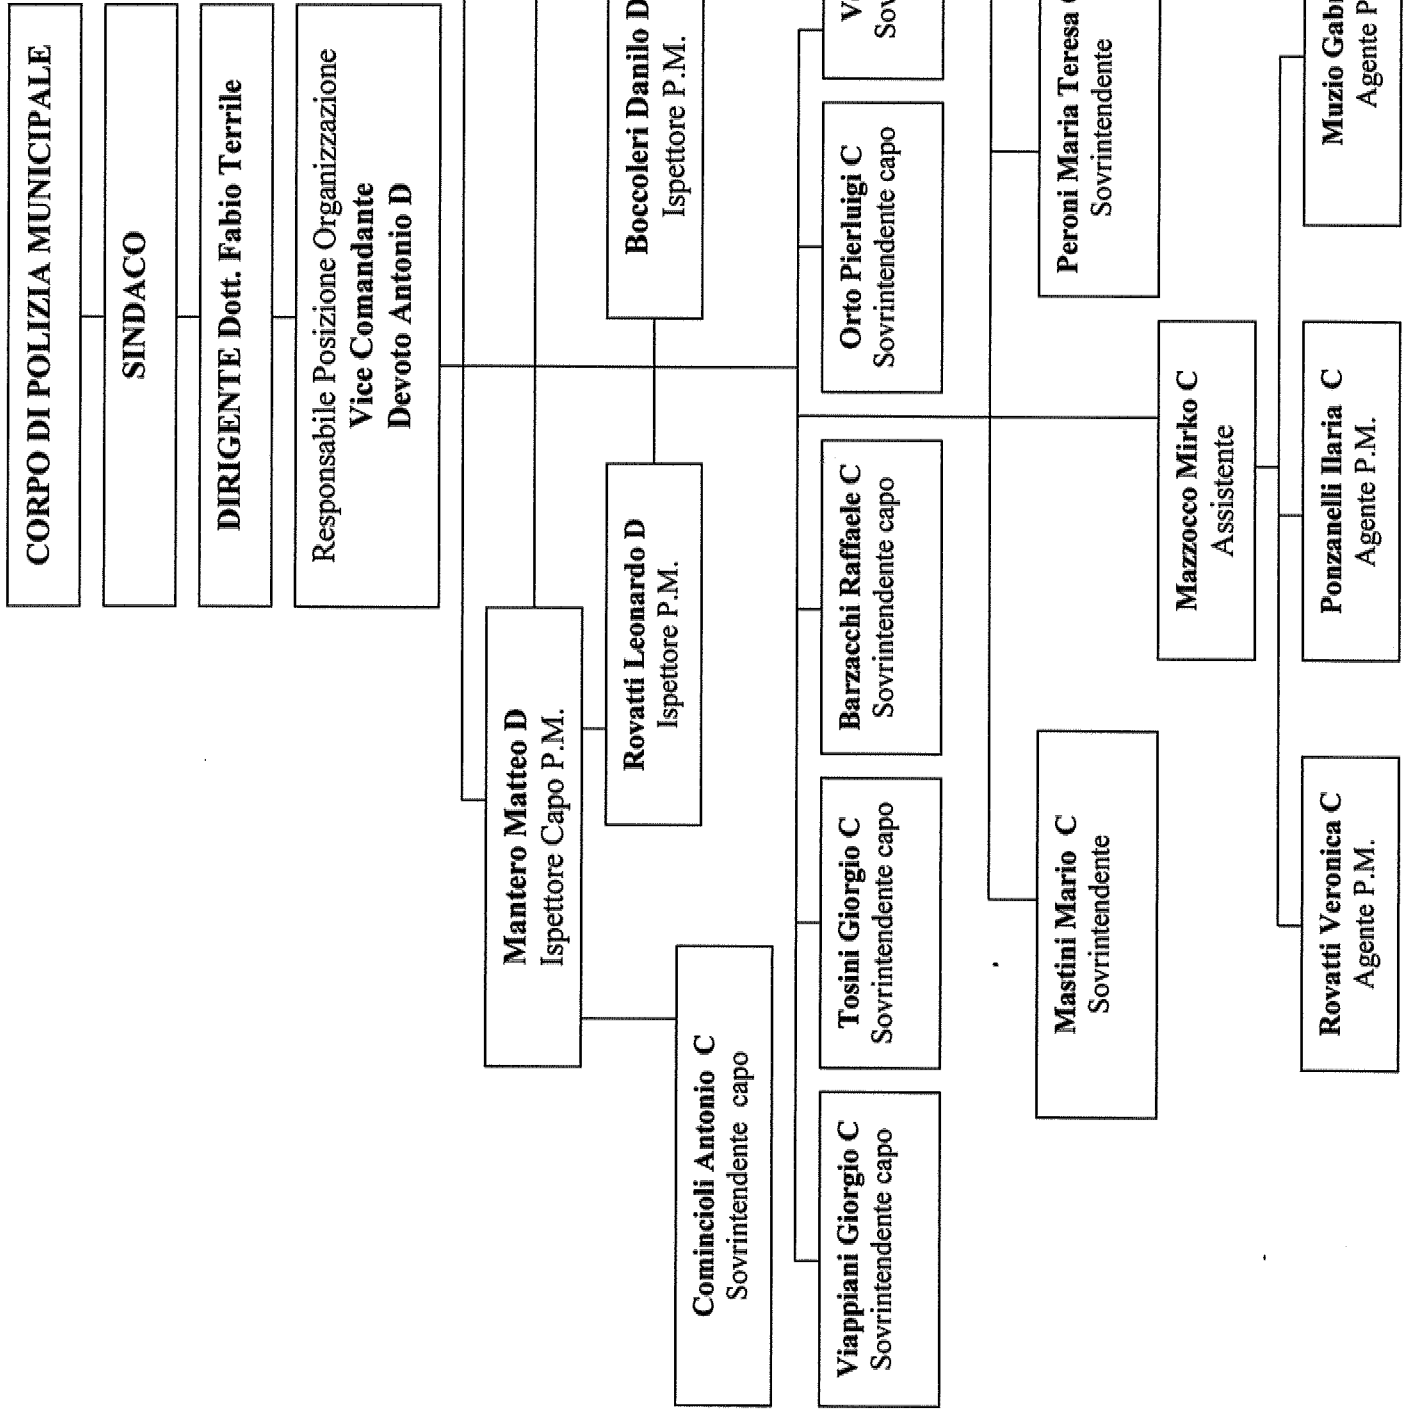 CORPO DI POLIZIA MUNICIPALE
SINDACO
DIRIGENTE Dott. Fabio Terrile
Responsabile Posizione Organizzazione
Vice Comandante
Devoto Antonio D
Mantero Matteo D
Ispettore Capo P.M.
Rovatti Leonardo D
Ispettore P.M.
Boccoleri Danilo D
Ispettore P.M.
Comincioli Antonio C
Sovrintendente capo
Viappiani Giorgio C
Sovrintendente capo
Tosini Giorgio C
Sovrintendente capo
Barzacchi Raffaele C
Sovrintendente capo
Orto Pierluigi C
Sovrintendente capo
Mastini Mario C
Sovrintendente
Peroni Maria Teresa
Sovrintendente
Mazzocco Mirko C
Assistente
Rovatti Veronica C
Agente P.M.
Ponzanelli Ilaria C
Agente P.M.
Muzio
Agente